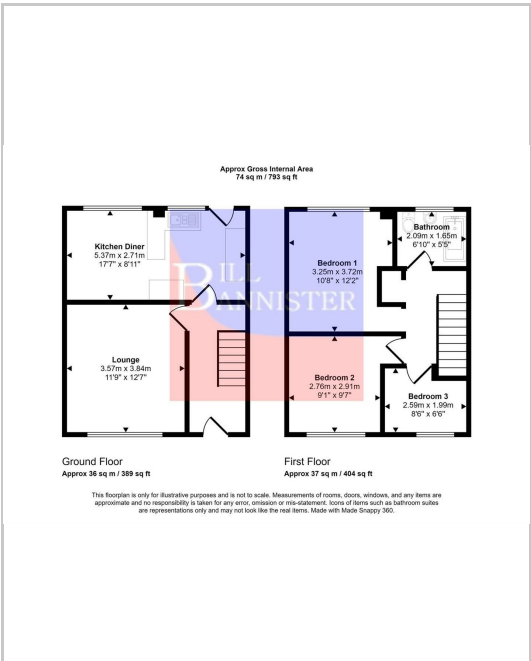 Approx Gross Internal Area
74 sq m / 793 sq ft
Kitchen Diner
5.37m x 2.71m
17'7" x 8'11"
Lounge
3.57m x 3.84m
11'9" x 12'7"
Bedroom 1
3.25m x 3.72m
10'8" x 12'2"
Bathroom
2.09m x 1.65m
6'10" x 5'5"
Bedroom 2
2.76m x 2.91m
9'1" x 9'7"
Bedroom 3
2.59m x 1.99m
8'6" x 6'6"
BILL
BANNISTER
Ground Floor
Approx 36 sq m / 389 sq ft
First Floor
Approx 37 sq m / 404 sq ft
This floorplan is only for illustrative purposes and is not to scale. Measurements of rooms, doors, windows, and any items are
approximate and no responsibility is taken for any error, omission or mis-statement. Icons of items such as bathroom suites
are representations only and may not look like the real items. Made with Made Snappy 360.